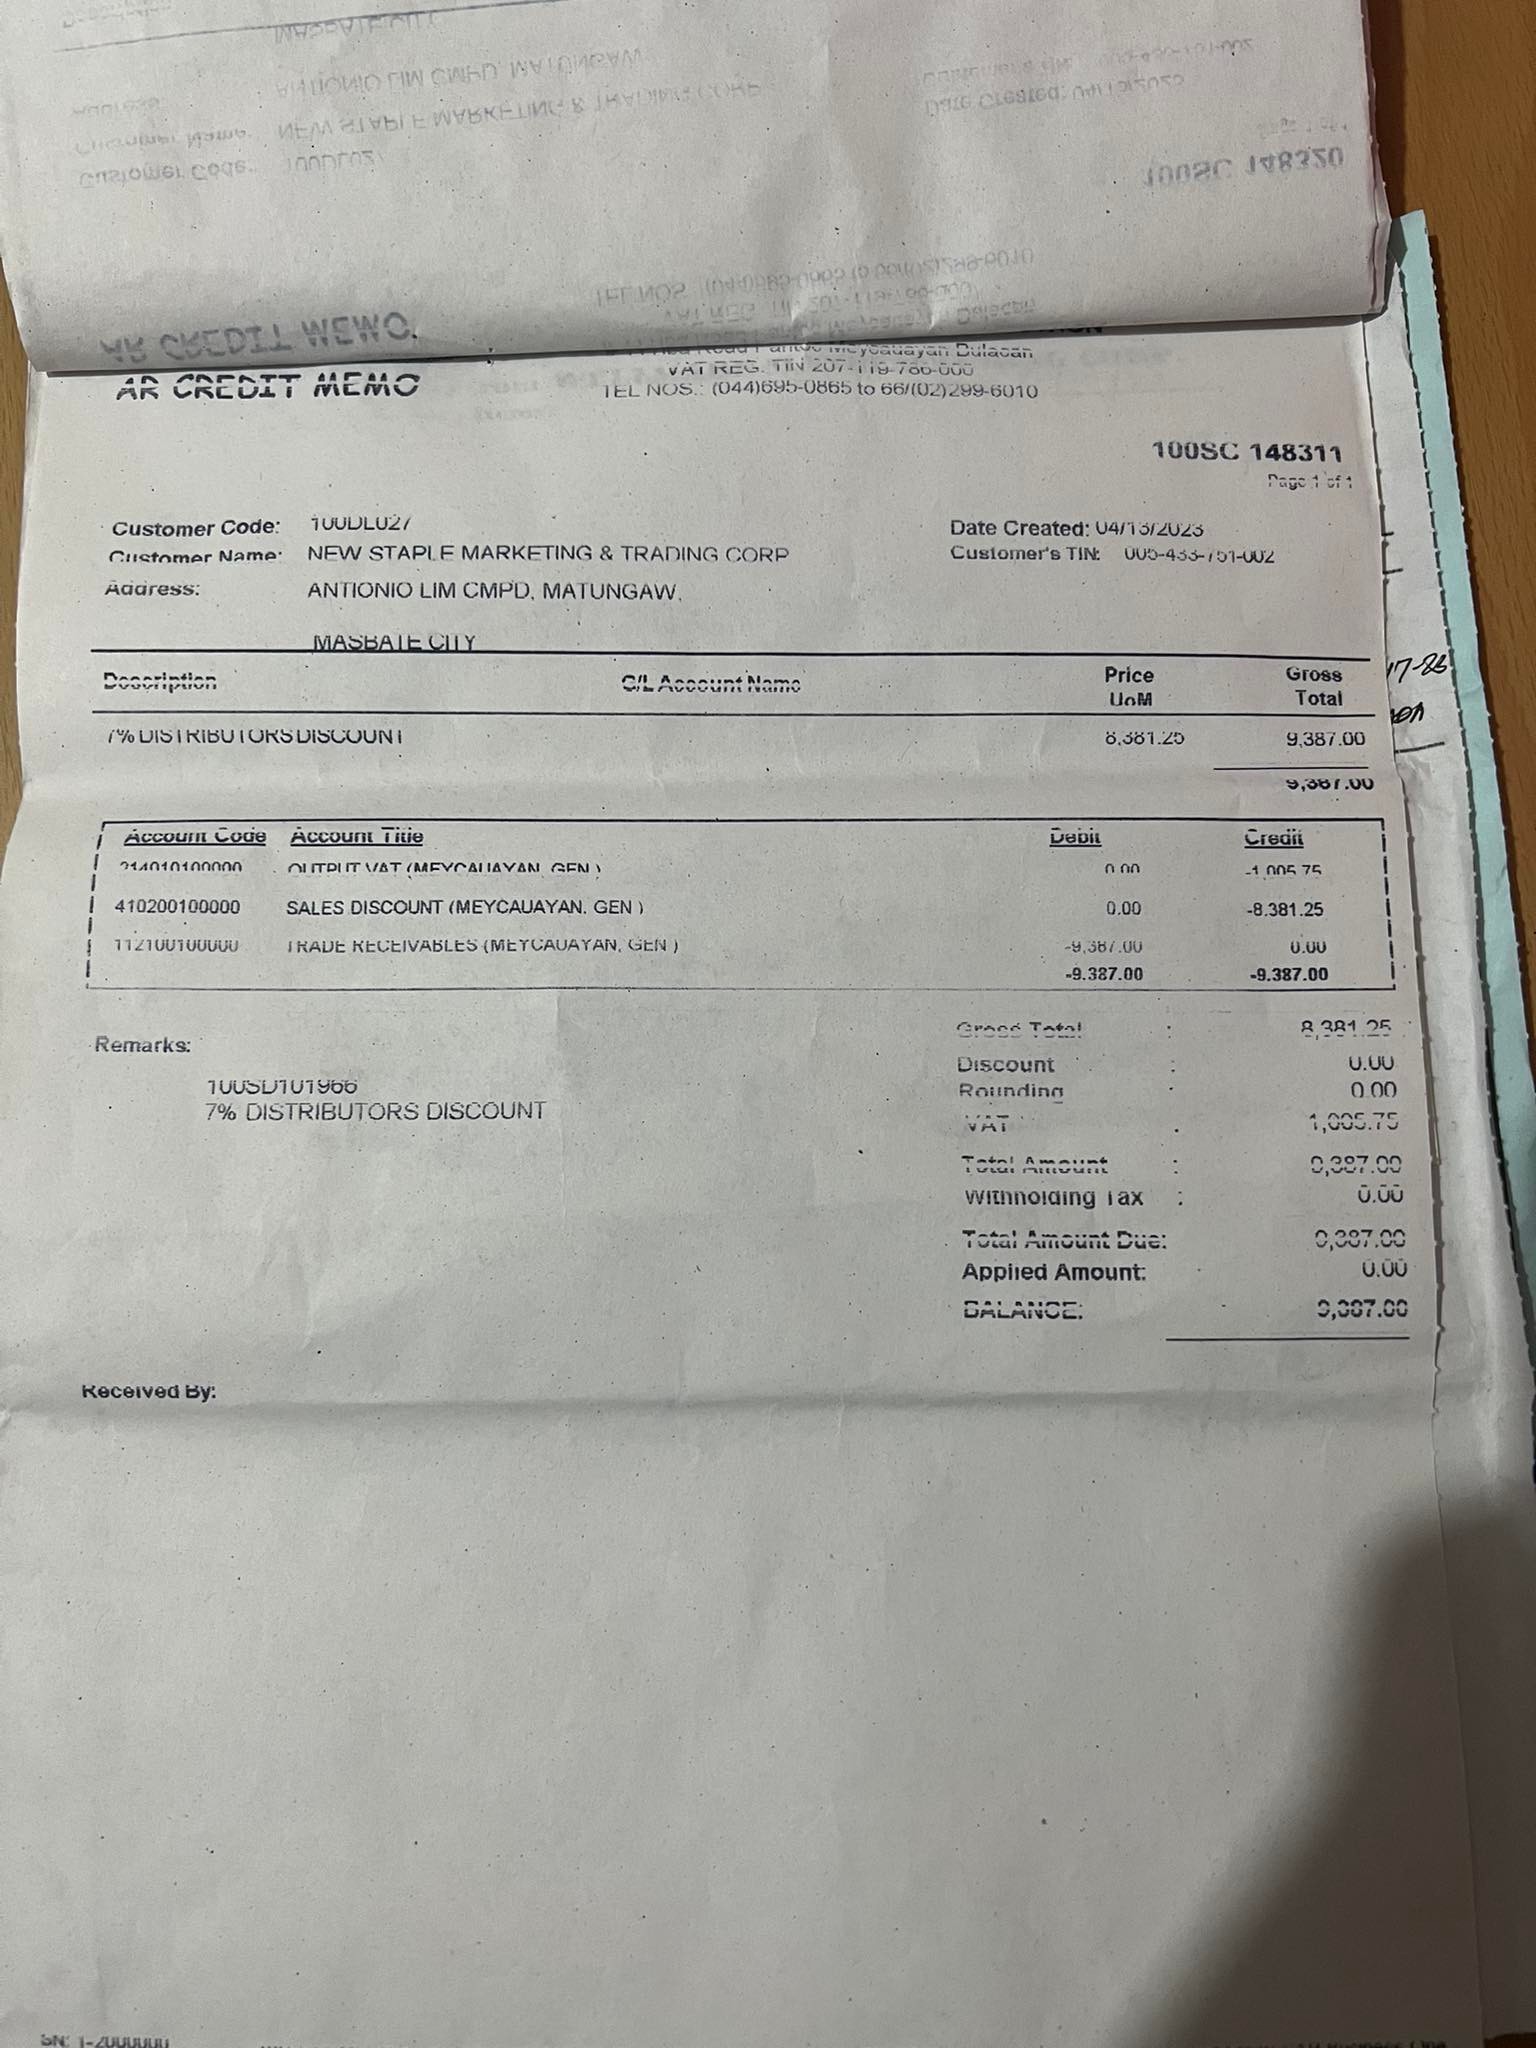 AR CREDIT MEMO
VAT REG. TIN 207-119-786-000
TEL NOS.: (044)695-0865 to 66/(02)299-6010
100SC 148311
Page 1 of 1
Customer Code: 100DL027 Date Created: 04/13/2023
Customer Name: NEW STAPLE MARKETING & TRADING CORP Customer's TIN: 005-433-751-002
Address: ANTIONIO LIM CMPD, MATUNGAW,
MASBATE CITY
Description G/L Account Name Price Gross
UoM Total
7% DISTRIBUTORS DISCOUNT 8,381.25 9,387.00
9,387.00
Account Code Account Title Debit Credit
214010100000 OUTPUT VAT (MEYCAUAYAN, GEN ) 0.00 -1,005.75
410200100000 SALES DISCOUNT (MEYCAUAYAN, GEN ) 0.00 -8,381.25
112100100000 TRADE RECEIVABLES (MEYCAUAYAN, GEN ) -9,387.00 0.00
-9,387.00 -9,387.00
Remarks:
100SD101966
7% DISTRIBUTORS DISCOUNT
Gross Total : 8,381.25
Discount : 0.00
Rounding : 0.00
VAT : 1,005.75
Total Amount : 9,387.00
Withholding Tax : 0.00
Total Amount Due: 9,387.00
Applied Amount: 0.00
BALANCE: 9,387.00
Received By:
SN: 1-2000000